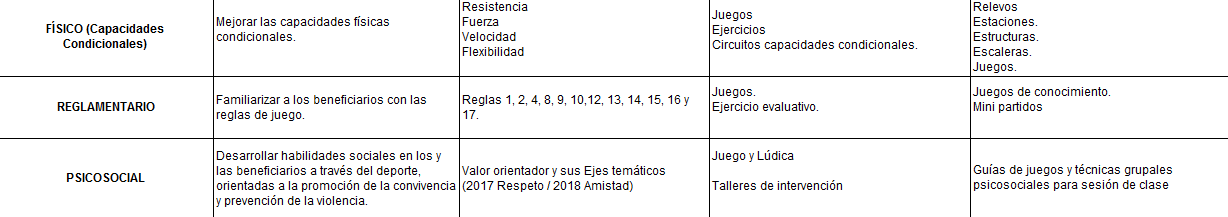 FÍSICO (Capacidades
Condicionales)
Mejorar las capacidades físicas
condicionales.
Resistencia
Fuerza
Velocidad
Flexibilidad
Juegos
Ejercicios
Circuitos capacidades condicionales.
Relevos
Estaciones.
Estructuras.
Escaleras.
Juegos.
REGLAMENTARIO
Familiarizar a los beneficiarios con las
reglas de juego.
Reglas 1, 2, 4, 8, 9, 10,12, 13, 14, 15, 16 y
17.
Juegos.
Ejercicio evaluativo.
Juegos de conocimiento.
Mini partidos
PSICOSOCIAL
Desarrollar habilidades sociales en los y
las beneficiarios a través del deporte,
orientadas a la promoción de la convivencia
y prevención de la violencia.
Valor orientador y sus Ejes temáticos
(2017 Respeto / 2018 Amistad)
Juego y Lúdica
Talleres de intervención
Guías de juegos y técnicas grupales
psicosociales para sesión de clase